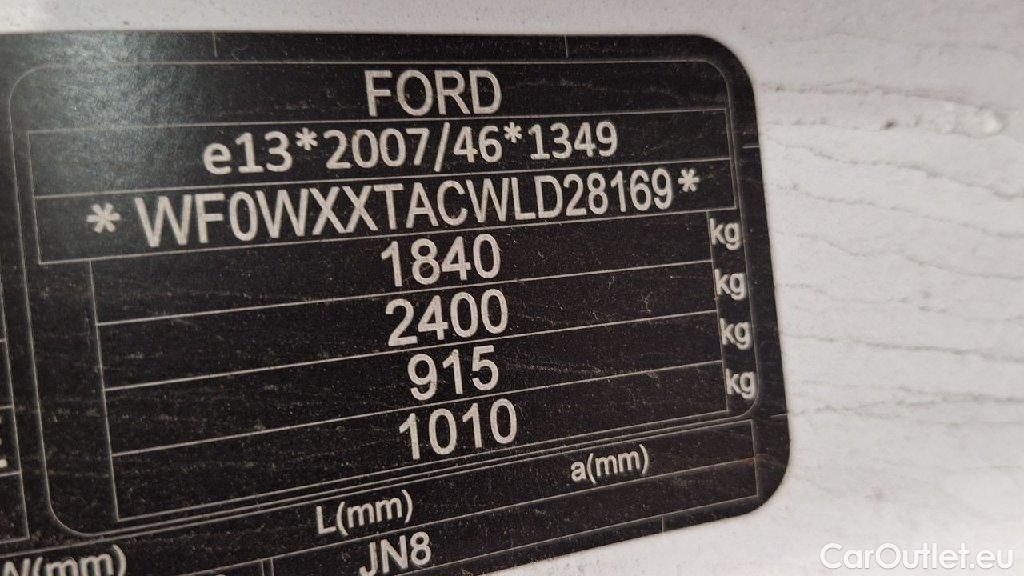 FORD
e13*2007/46*1349
* WF0WXXTACWLD28169*
1840 kg
2400 kg
915 kg
1010 kg
L(mm) a(mm)
W(mm)
JN8
CarOutlet.eu